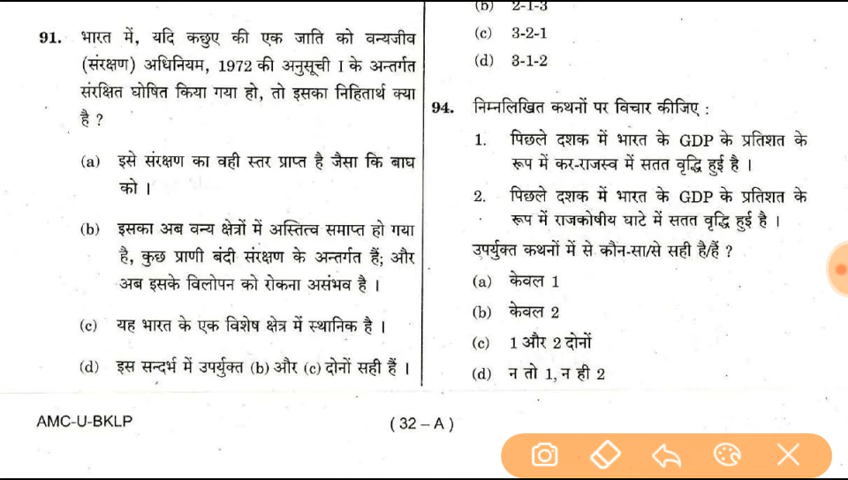 91. भारत में, यदि कछुए की एक जाति को वन्यजीव
(संरक्षण) अधिनियम, 1972 की अनुसूची I के अन्तर्गत
संरक्षित घोषित किया गया हो, तो इसका निहितार्थ क्या
है ?
(a) इसे संरक्षण का वही स्तर प्राप्त है जैसा कि बाघ
को ।
(b) इसका अब वन्य क्षेत्रों में अस्तित्व समाप्त हो गया
है, कुछ प्राणी बंदी संरक्षण के अन्तर्गत हैं; और
अब इसके विलोपन को रोकना असंभव है ।
(c) यह भारत के एक विशेष क्षेत्र में स्थानिक है ।
(d) इस सन्दर्भ में उपर्युक्त (b) और (c) दोनों सही हैं ।
(b) 2-1-3
(c) 3-2-1
(d) 3-1-2
94. निम्नलिखित कथनों पर विचार कीजिए :
1. पिछले दशक में भारत के GDP के प्रतिशत के
रूप में कर-राजस्व में सतत वृद्धि हुई है ।
2. पिछले दशक में भारत के GDP के प्रतिशत के
रूप में राजकोषीय घाटे में सतत वृद्धि हुई है ।
उपर्युक्त कथनों में से कौन-सा/से सही है/हैं ?
(a) केवल 1
(b) केवल 2
(c) 1 और 2 दोनों
(d) न तो 1, न ही 2
AMC-U-BKLP
( 32 – A )